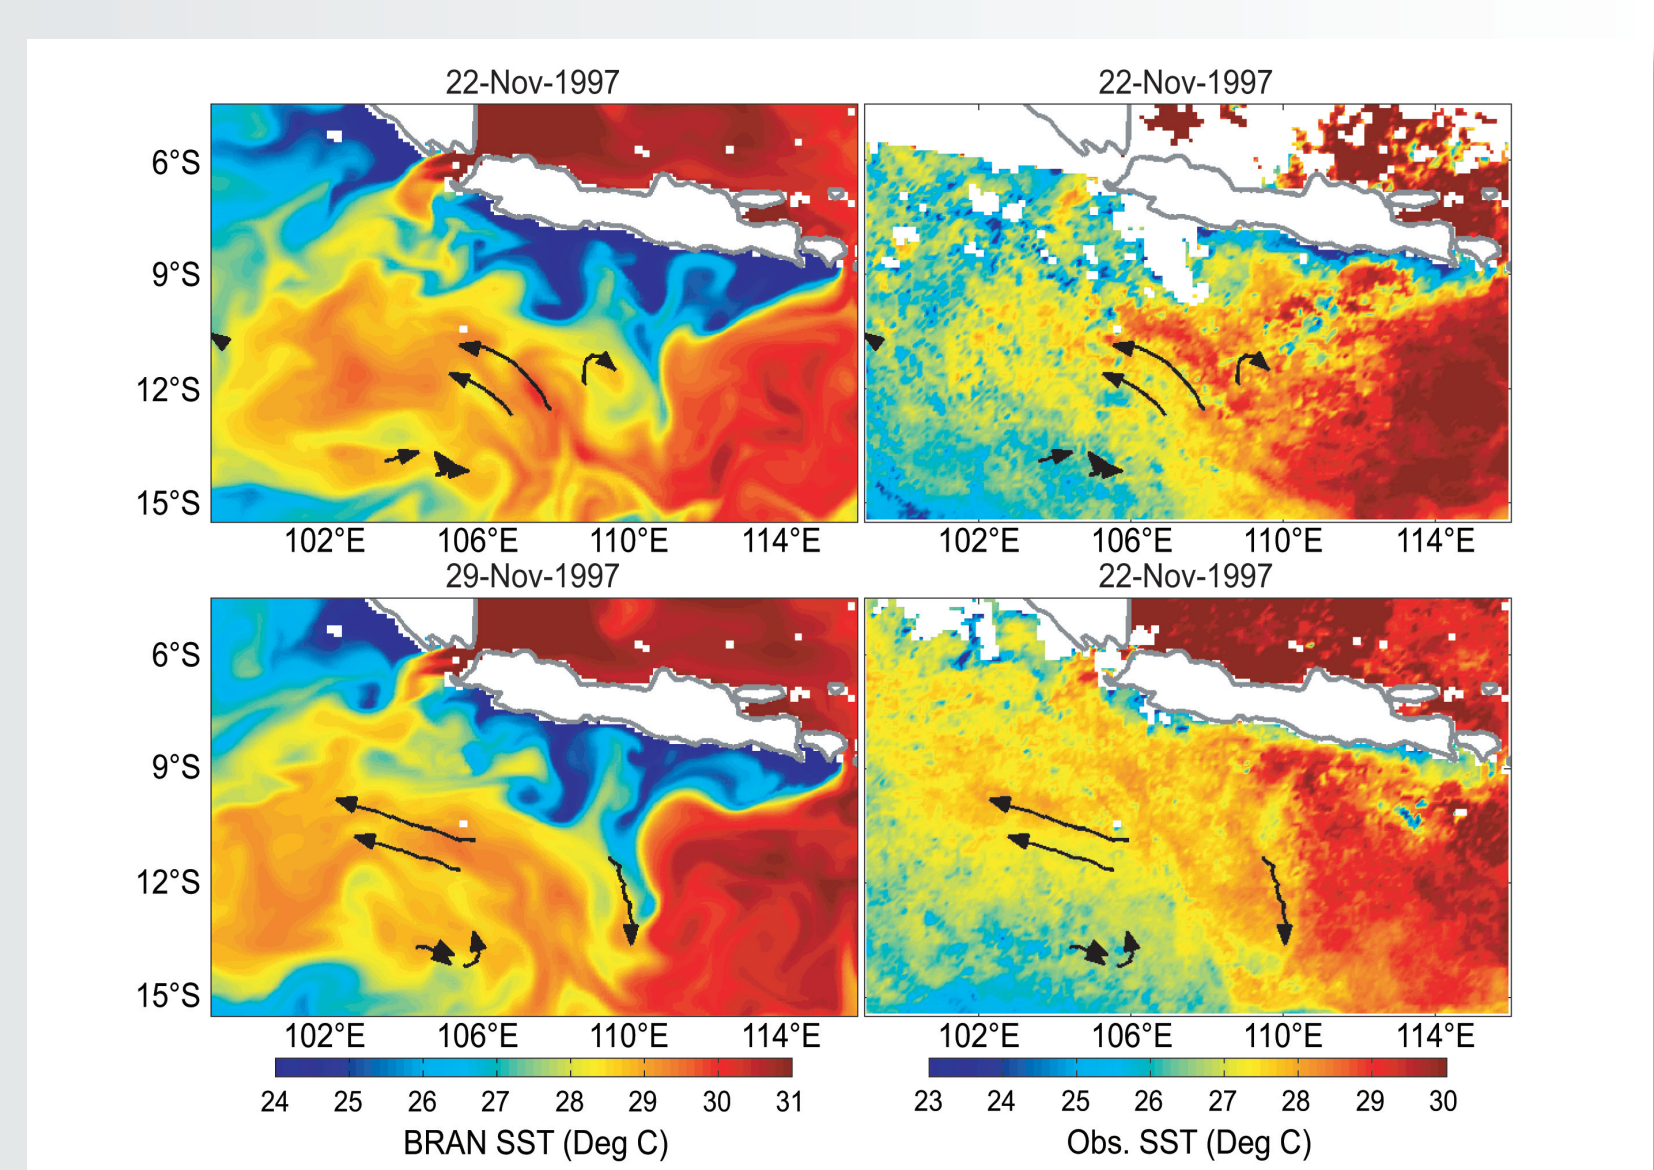 22-Nov-1997 22-Nov-1997
6°S
9°S
12°S
15°S
102°E 106°E 110°E 114°E 102°E 106°E 110°E 114°E
29-Nov-1997 22-Nov-1997
6°S
9°S
12°S
15°S
102°E 106°E 110°E 114°E 102°E 106°E 110°E 114°E
24 25 26 27 28 29 30 31 23 24 25 26 27 28 29 30
BRAN SST (Deg C) Obs. SST (Deg C)